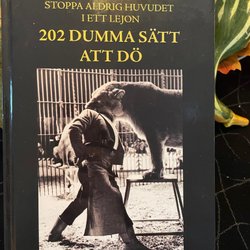 STOPPA ALDRIG HUVUDET
I ETT LEJON
202 DUMMA SÄTT
ATT DÖ